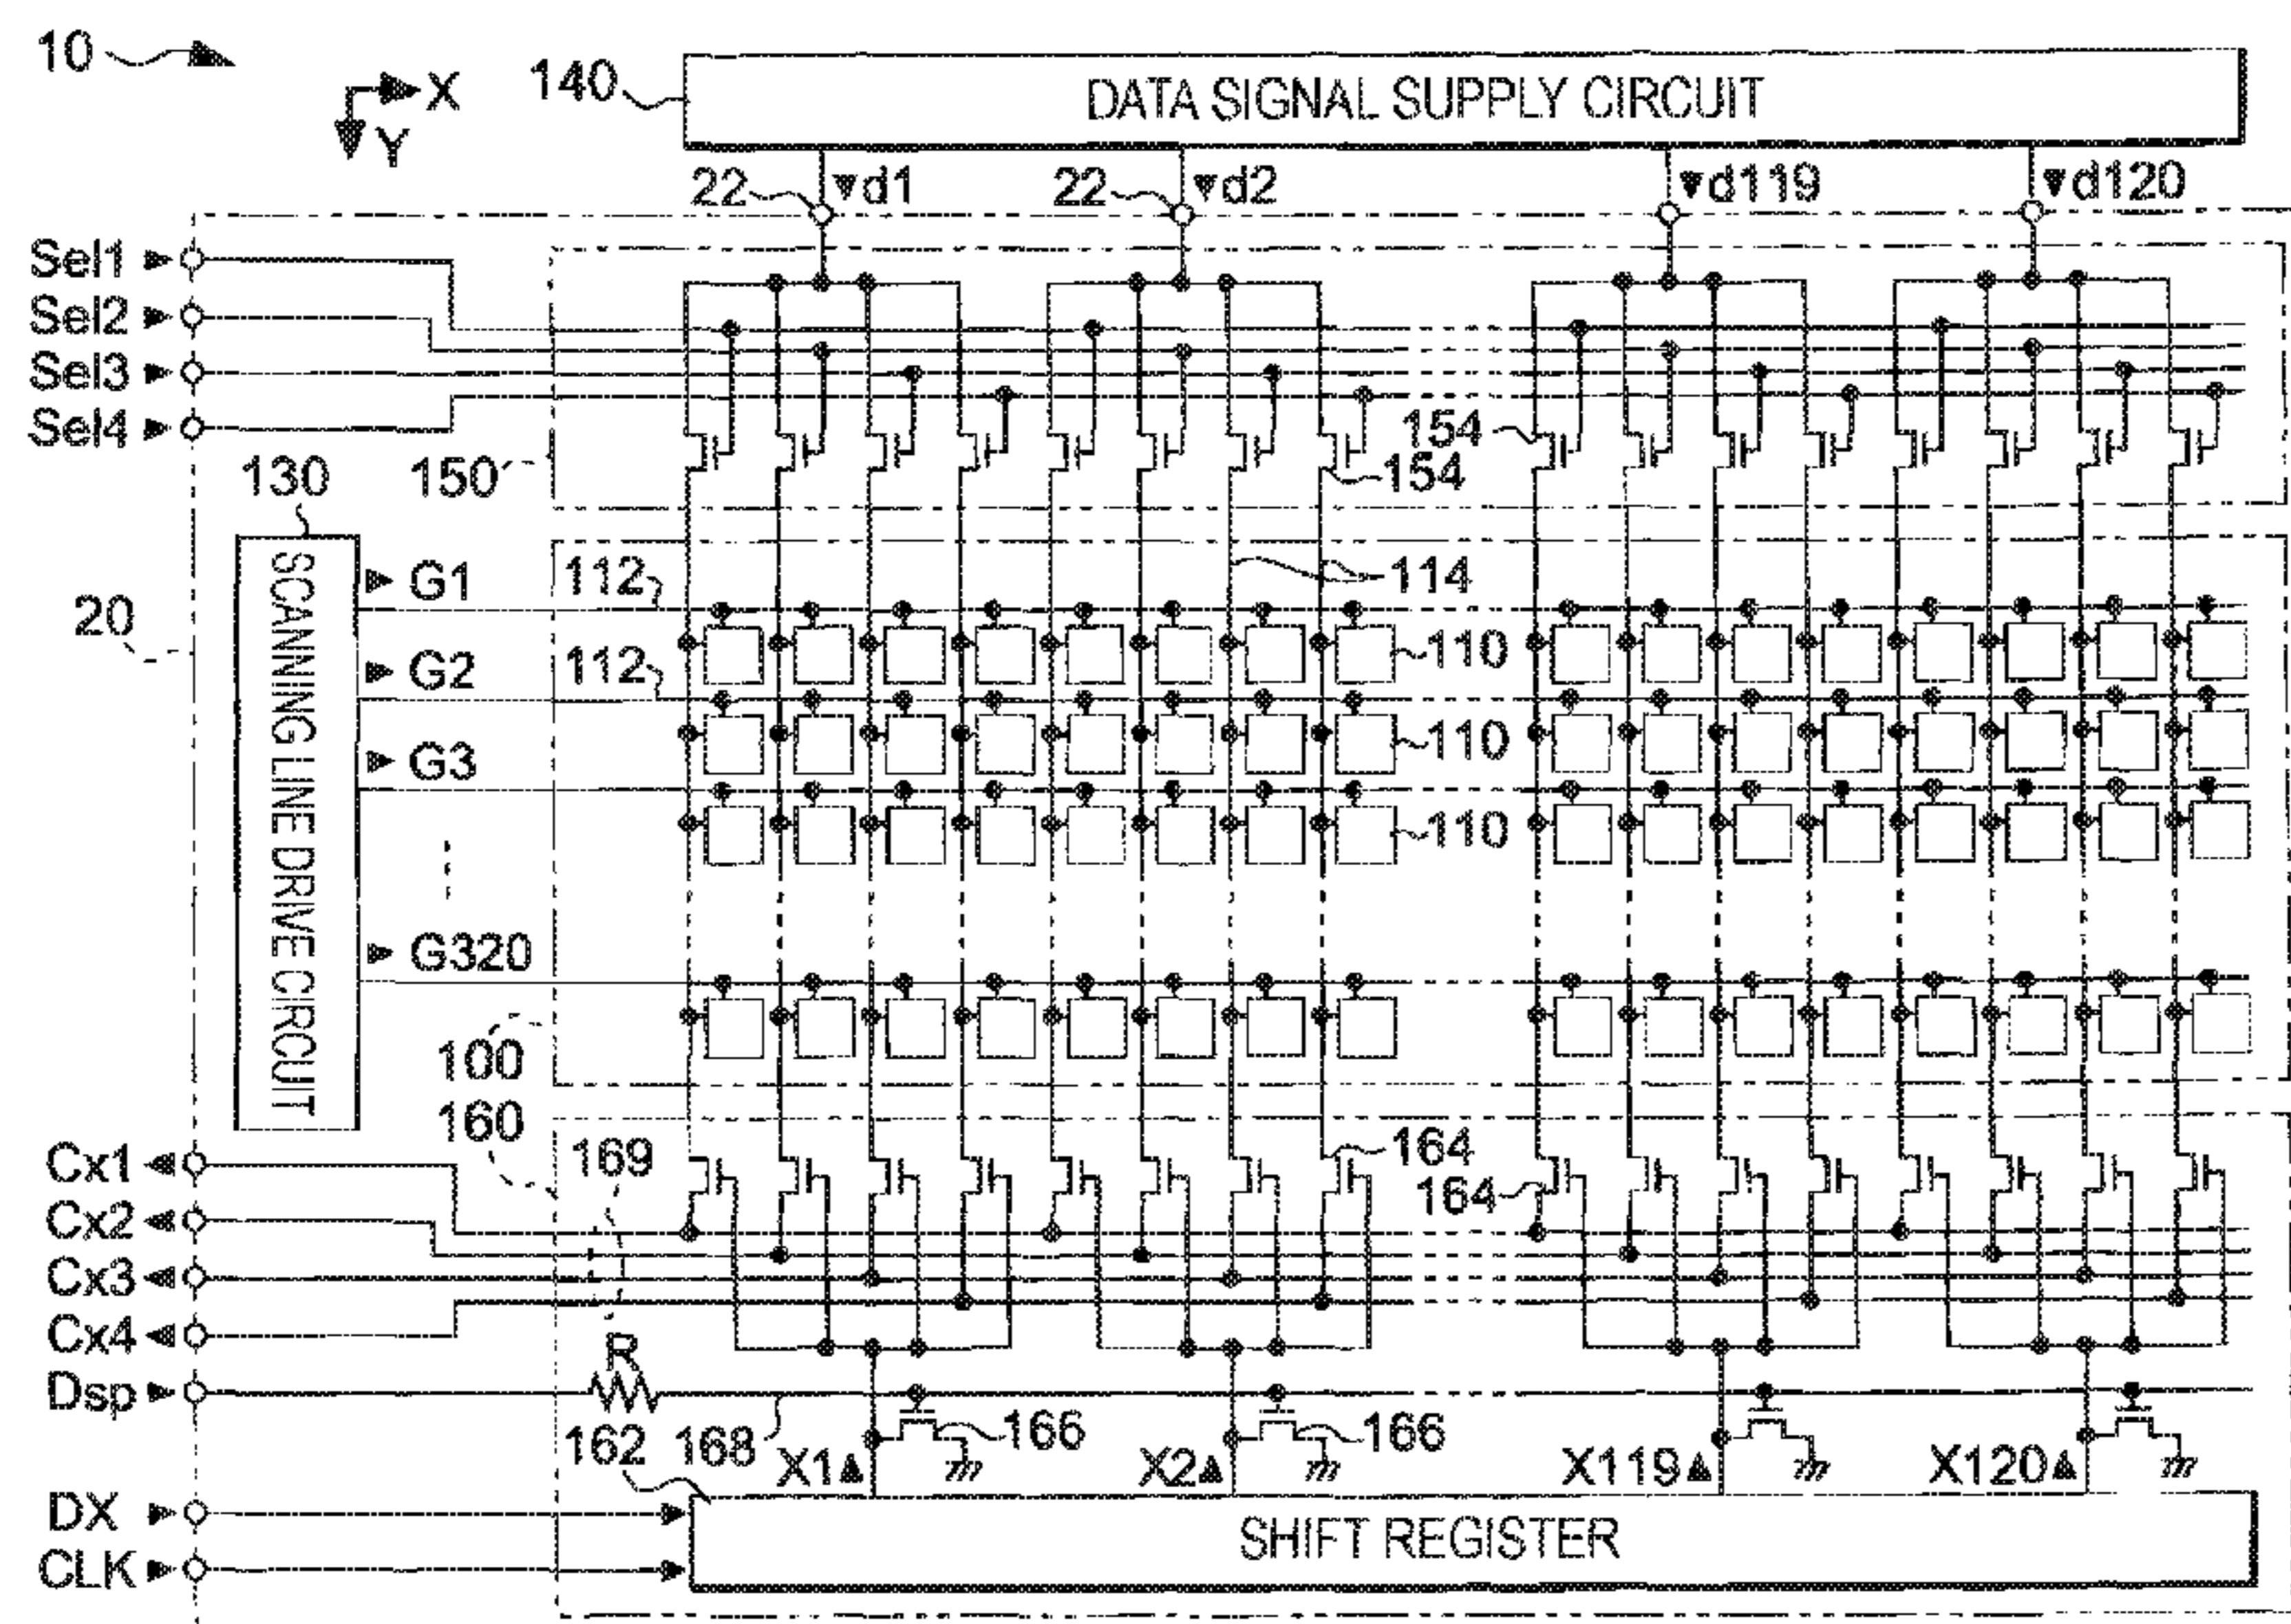 10
X
Y
140
DATA SIGNAL SUPPLY CIRCUIT
22 d1
22 d2
d119
d120
Sel1
Sel2
Sel3
Sel4
154
154
150
130
SCANNING LINE DRIVE CIRCUIT
20
G1
112
114
110
G2
112
110
G3
110
G320
100
160
169
164
164
Cx1
Cx2
Cx3
Cx4
R
Dsp
162
168
X1
166
X2
166
X119
X120
DX
CLK
SHIFT REGISTER